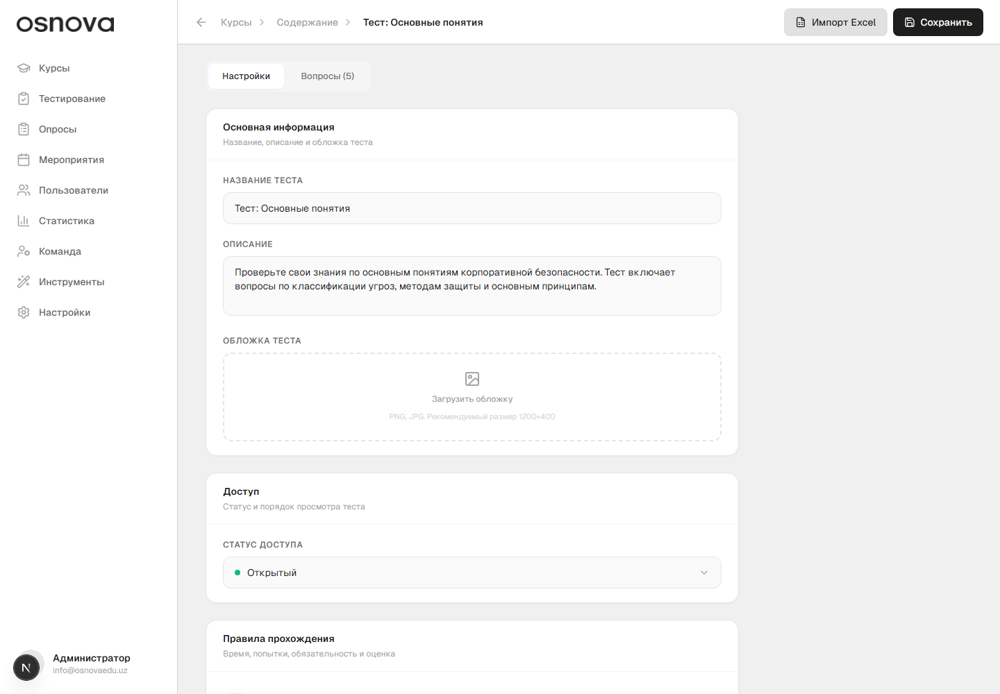 osnova
Курсы
Тестирование
Опросы
Мероприятия
Пользователи
Статистика
Команда
Инструменты
Настройки
N
Администратор
info@osnovaedu.uz
Курсы
Содержание
Тест: Основные понятия
Импорт Excel
Сохранить
Настройки
Вопросы (5)
Основная информация
Название, описание и обложка теста
НАЗВАНИЕ ТЕСТА
Тест: Основные понятия
ОПИСАНИЕ
Проверьте свои знания по основным понятиям корпоративной безопасности. Тест включает
вопросы по классификации угроз, методам защиты и основным принципам.
ОБЛОЖКА ТЕСТА
Загрузить обложку
PNG, JPG. Рекомендуемый размер 1200×400
Доступ
Статус и порядок просмотра теста
СТАТУС ДОСТУПА
Открытый
Правила прохождения
Время, попытки, обязательность и оценка